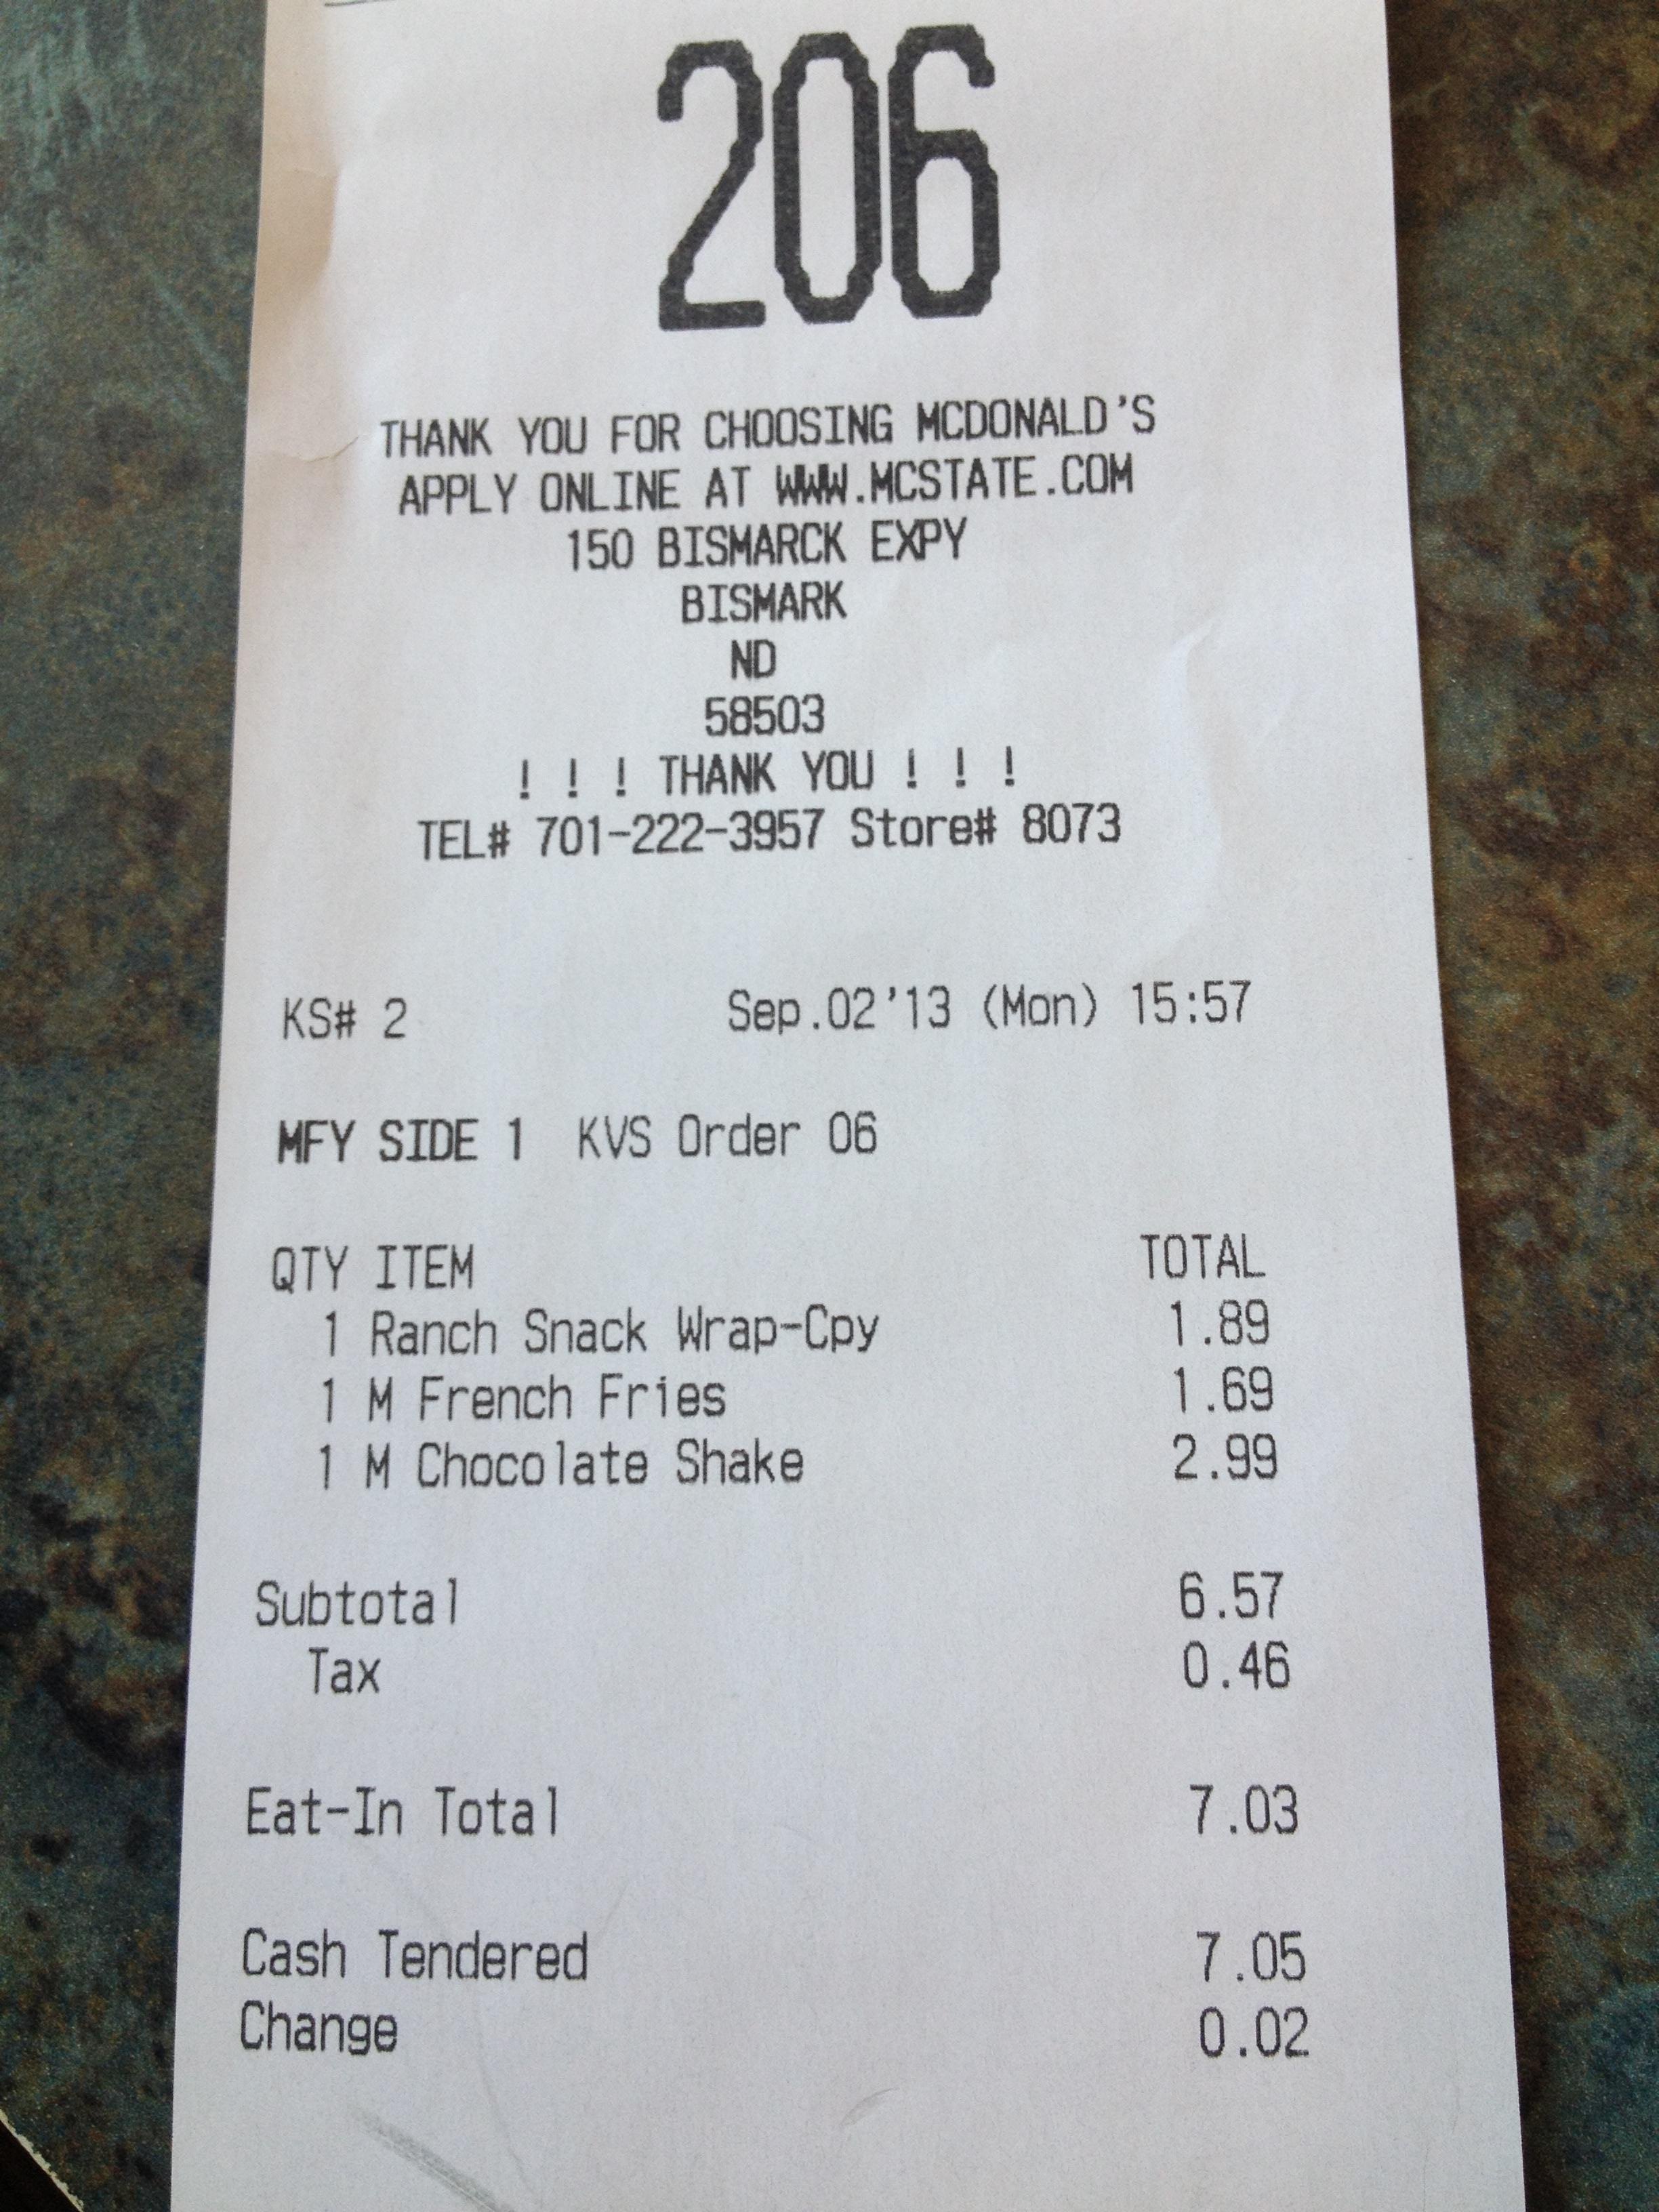 206
THANK YOU FOR CHOOSING MCDONALD'S
APPLY ONLINE AT WWW.MCSTATE.COM
150 BISMARCK EXPY
BISMARK
ND
58503
! ! ! THANK YOU ! ! !
TEL# 701-222-3957 Store# 8073
KS# 2 Sep.02'13 (Mon) 15:57
MFY SIDE 1 KVS Order 06
QTY ITEM TOTAL
1 Ranch Snack Wrap-Cpy 1.89
1 M French Fries 1.69
1 M Chocolate Shake 2.99
Subtotal 6.57
Tax 0.46
Eat-In Total 7.03
Cash Tendered 7.05
Change 0.02